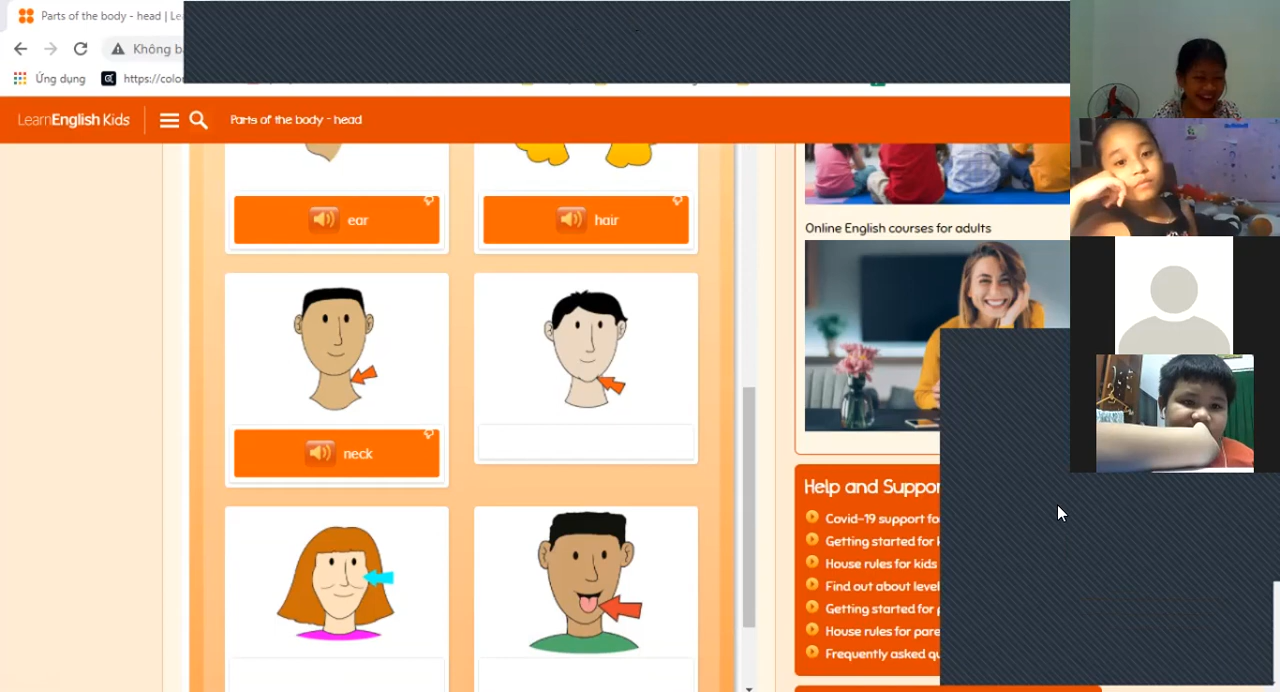 Parts of the body - head | Le
Không b
Ứng dụng
https://color
LearnEnglish Kids
Parts of the body - head
ear
hair
neck
Online English courses for adults
Help and Suppor
Covid-19 support fo
Getting started for k
House rules for kids
Find out about level
Getting started for p
House rules for pare
Frequently asked qu